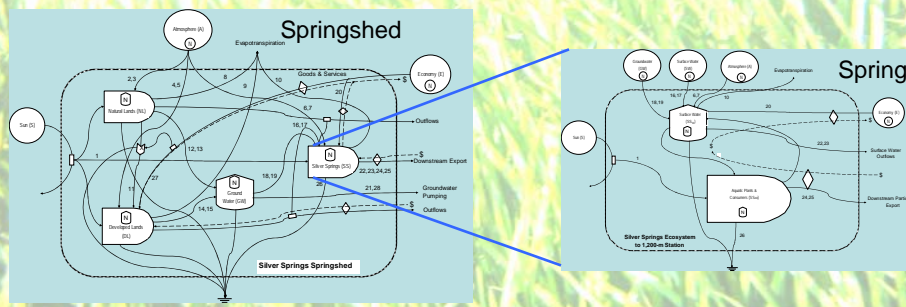 Springshed
Atmosphere (A)
N
Evapotranspiration
Economy (E)
N
Goods & Services
$
2,3
4,5
8
9
10
20
6,7
N
Natural Lands (NL)
Outflows
Sun (S)
16,17
12,13
1
N
Silver Springs (SS)
$
Downstream Export
22,23,24,25
27
18,19
26
11
N
Ground
Water (GW)
21,28
Groundwater
Pumping
14,15
N
Developed Lands
(DL)
$
Outflows
Silver Springs Springshed
Spring
Groundwater
(GW)
N
Surface Water
(SW)
N
Atmosphere (A)
N
Evapotranspiration
16,17
6,7
10
18,19
20
$
Economy (E)
N
Surface
Water
N
Sun (S)
$
22,23
Surface Water
Outflows
1
$
Aquatic Plants &
N
24,25
Downstream
Export
26
Silver Springs Ecosystem
to 1,200-m Station